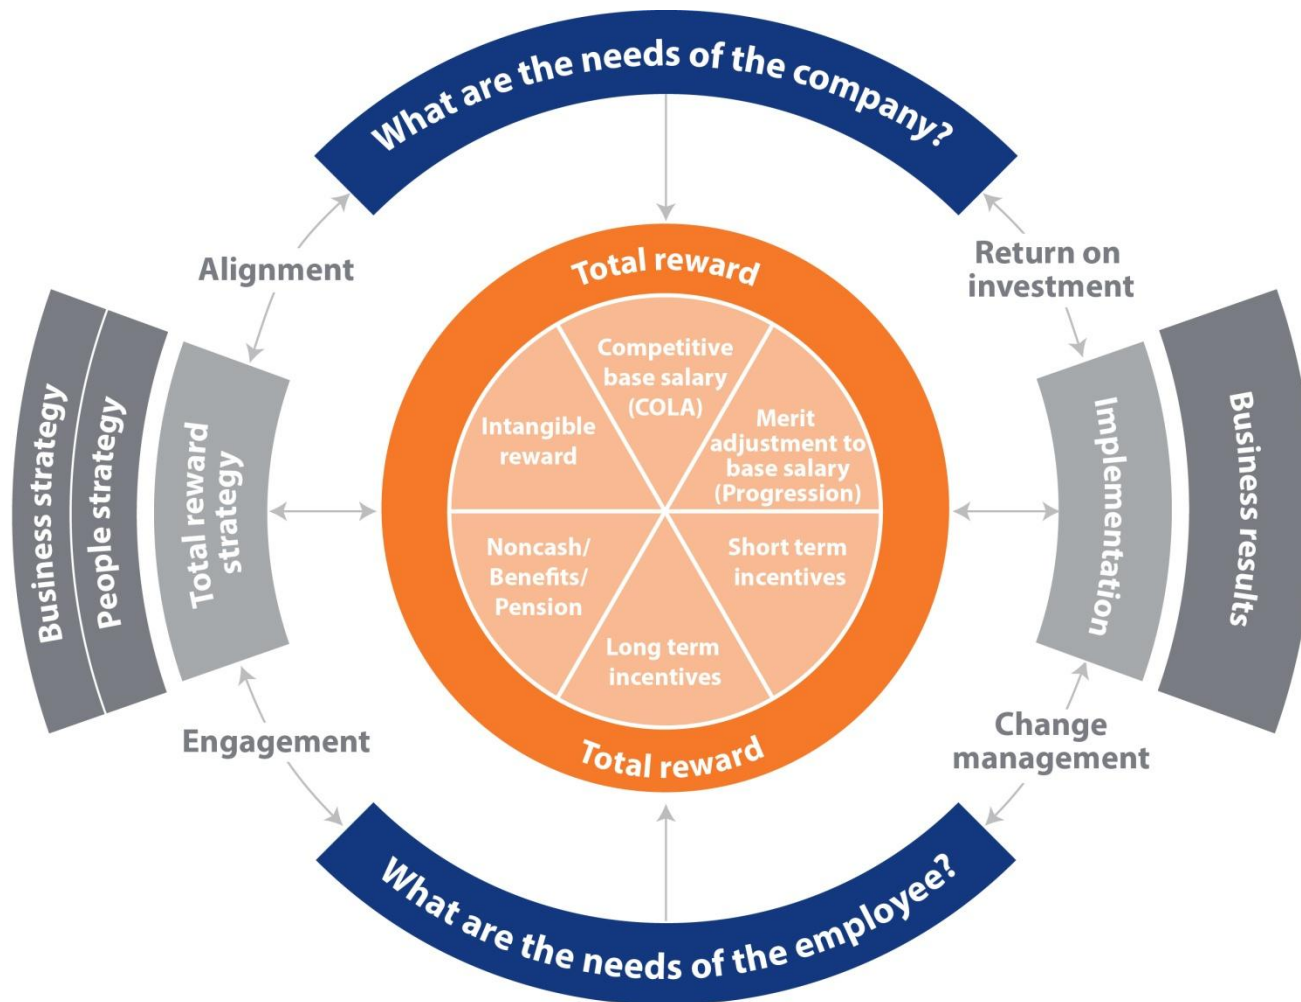 What are the needs of the company?
Alignment
Return on
investment
Total reward
Competitive
base salary
(COLA)
Merit
adjustment to
base salary
(Progression)
Short term
incentives
Long term
incentives
Noncash/
Benefits/
Pension
Intangible
reward
Total reward
Business strategy
People strategy
Total reward
strategy
Implementation
Business results
Engagement
Change
management
What are the needs of the employee?